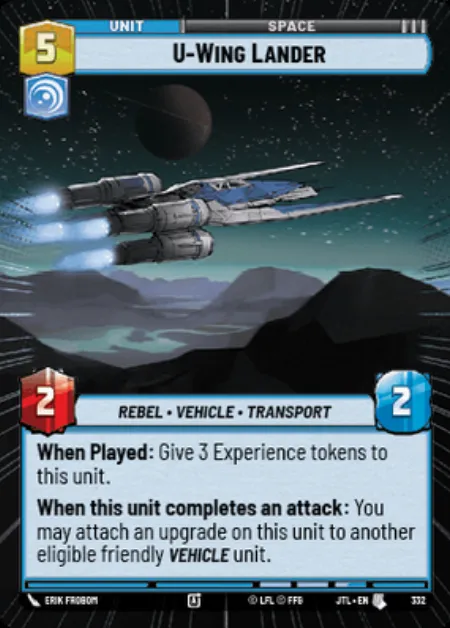 UNIT
SPACE
5
U-WING LANDER
2
REBEL • VEHICLE • TRANSPORT
2
When Played: Give 3 Experience tokens to
this unit.
When this unit completes an attack: You
may attach an upgrade on this unit to another
eligible friendly VEHICLE unit.
ERIK FROBOM
© LFL © FFG
JTL • EN
332